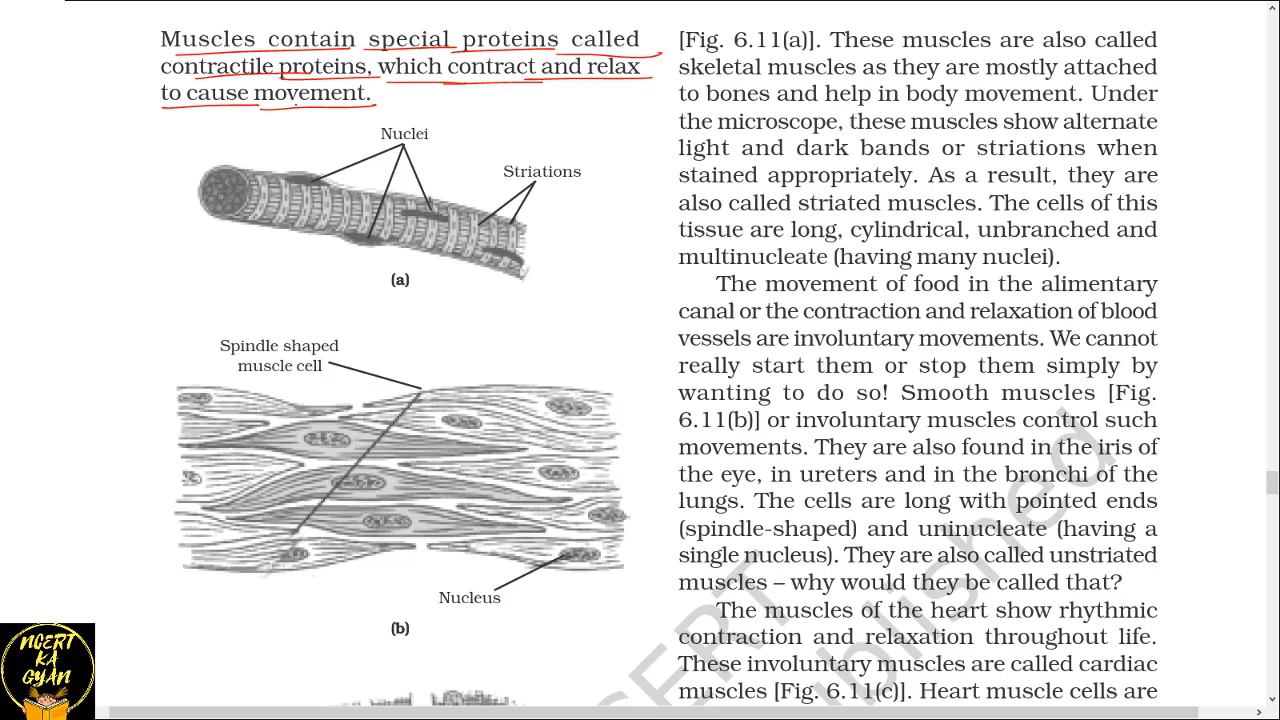 Muscles contain special proteins called
contractile proteins, which contract and relax
to cause movement.
Nuclei
Striations
(a)
Spindle shaped
muscle cell
Nucleus
(b)
[Fig. 6.11(a)]. These muscles are also called
skeletal muscles as they are mostly attached
to bones and help in body movement. Under
the microscope, these muscles show alternate
light and dark bands or striations when
stained appropriately. As a result, they are
also called striated muscles. The cells of this
tissue are long, cylindrical, unbranched and
multinucleate (having many nuclei).
The movement of food in the alimentary
canal or the contraction and relaxation of blood
vessels are involuntary movements. We cannot
really start them or stop them simply by
wanting to do so! Smooth muscles [Fig.
6.11(b)] or involuntary muscles control such
movements. They are also found in the iris of
the eye, in ureters and in the bronchi of the
lungs. The cells are long with pointed ends
(spindle-shaped) and uninucleate (having a
single nucleus). They are also called unstriated
muscles – why would they be called that?
The muscles of the heart show rhythmic
contraction and relaxation throughout life.
These involuntary muscles are called cardiac
muscles [Fig. 6.11(c)]. Heart muscle cells are
NCERT
KA
GYAN